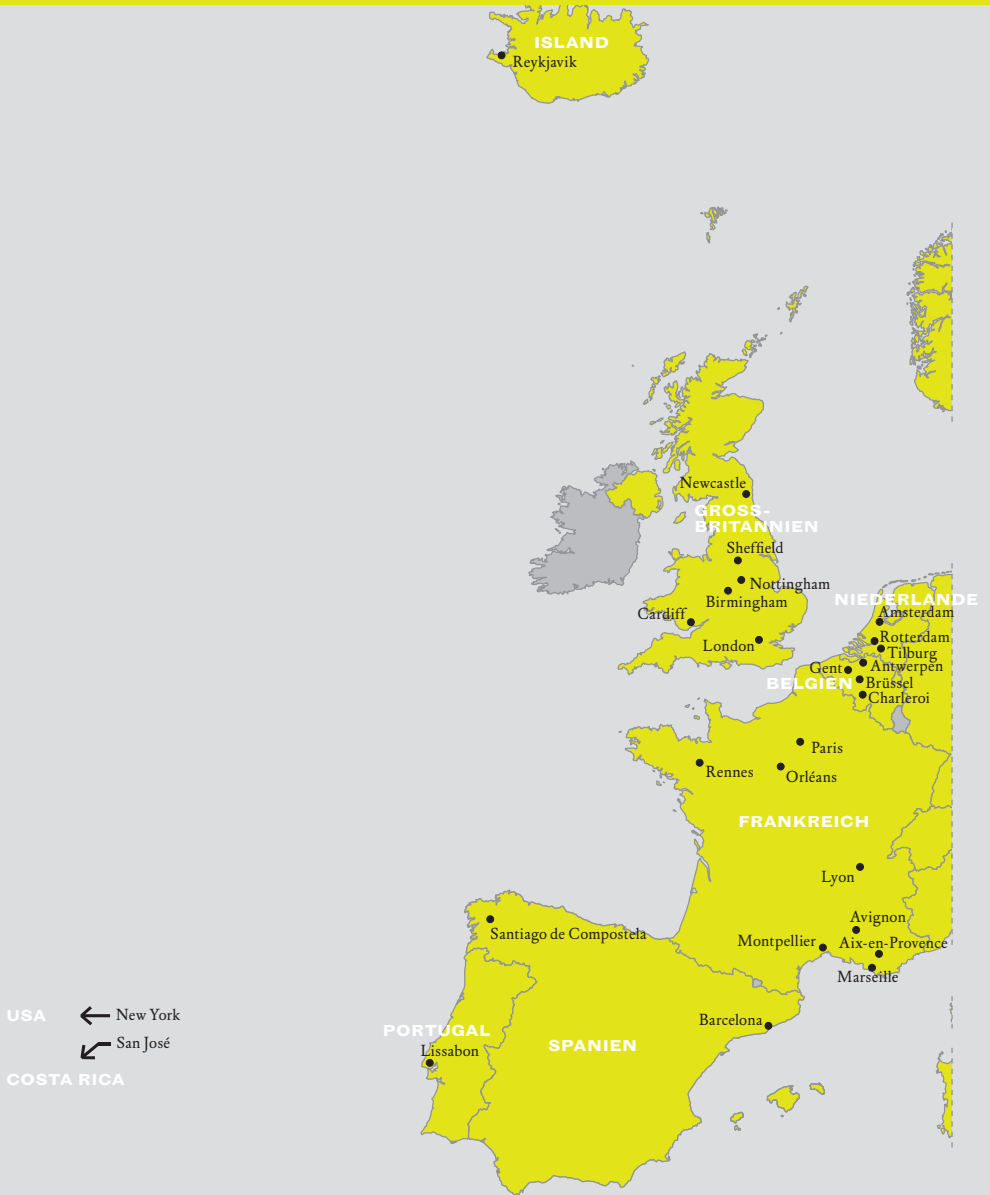 ISLAND
Reykjavik
Newcastle
GROSS-
BRITANNIEN
Sheffield
Nottingham
Birmingham
Cardiff
London
NIEDERLANDE
Amsterdam
Rotterdam
Tilburg
Antwerpen
Gent
BELGIEN
Brüssel
Charleroi
Paris
Rennes
Orléans
FRANKREICH
Lyon
Avignon
Santiago de Compostela
Montpellier
Aix-en-Provence
Marseille
USA
New York
Barcelona
PORTUGAL
San José
SPANIEN
Lissabon
COSTA RICA